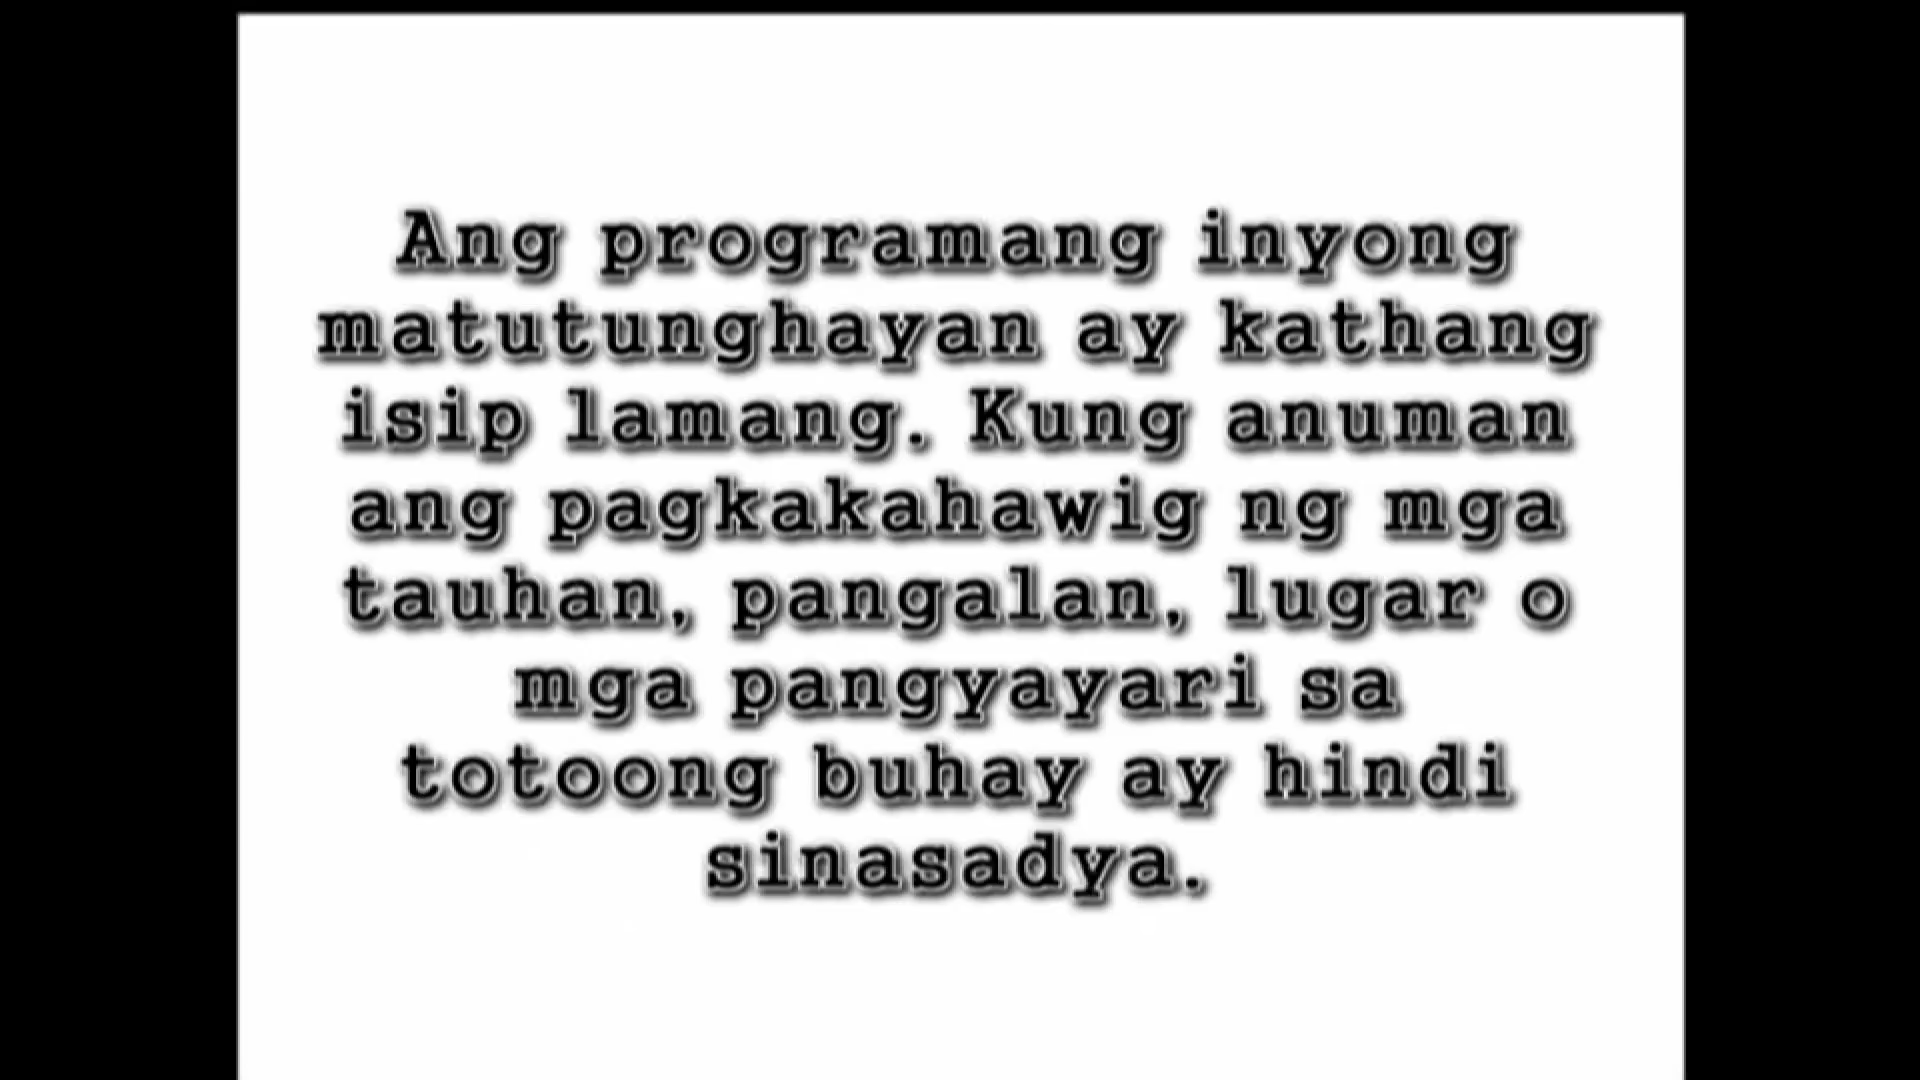 Ang programang inyong
matutunghayan ay kathang
isip lamang. Kung anuman
ang pagkakahawig ng mga
tauhan, pangalan, lugar o
mga pangyayari sa
totoong buhay ay hindi
sinasadya.